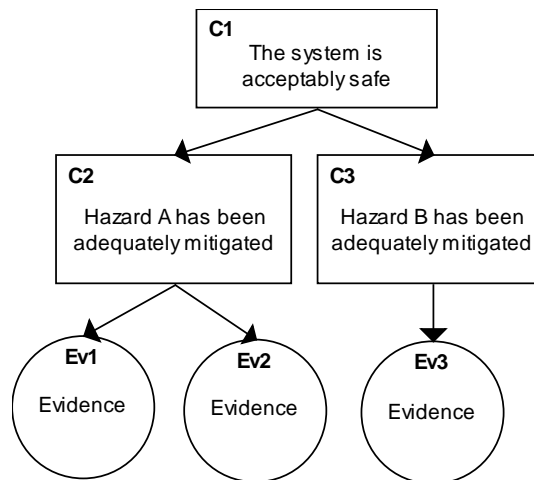 C1
The system is
acceptably safe
C2
Hazard A has been
adequately mitigated
C3
Hazard B has been
adequately mitigated
Ev1
Evidence
Ev2
Evidence
Ev3
Evidence